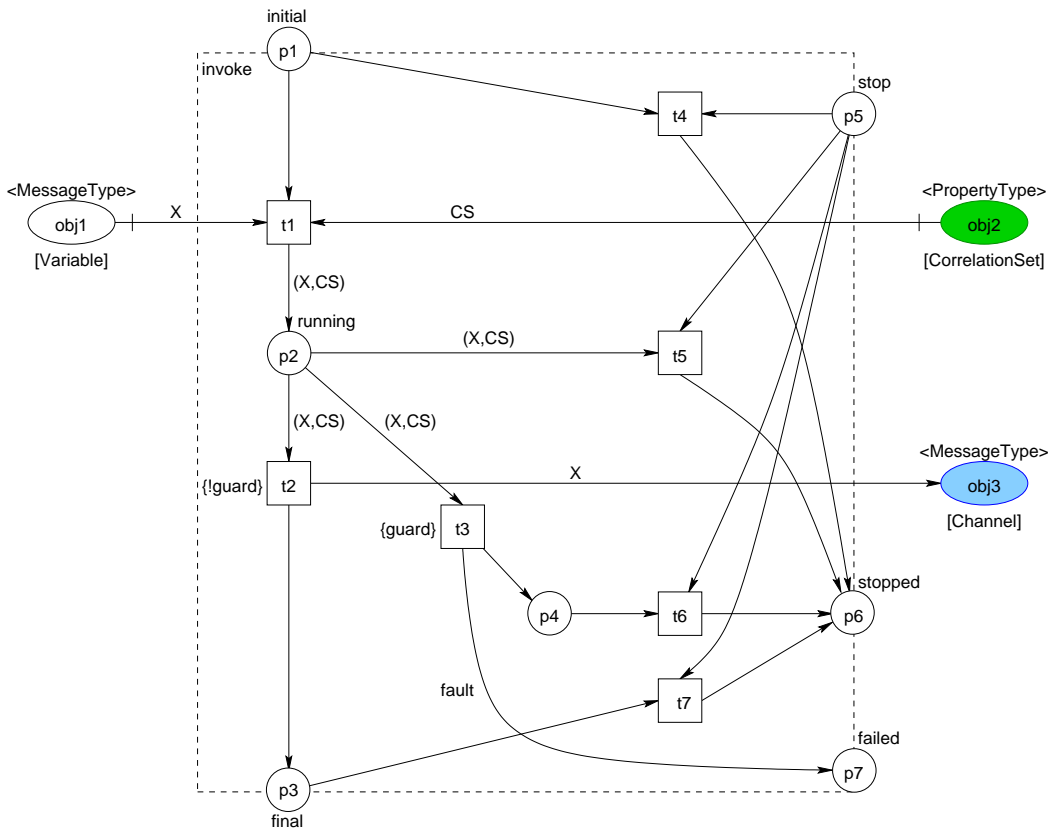 initial
p1
invoke
stop
t4
p5
<MessageType>
<PropertyType>
X
CS
obj1
t1
obj2
[Variable]
[CorrelationSet]
(X,CS)
running
(X,CS)
p2
t5
(X,CS)
(X,CS)
<MessageType>
X
{!guard}
t2
obj3
{guard}
t3
[Channel]
stopped
p4
t6
p6
fault
t7
failed
p7
p3
final